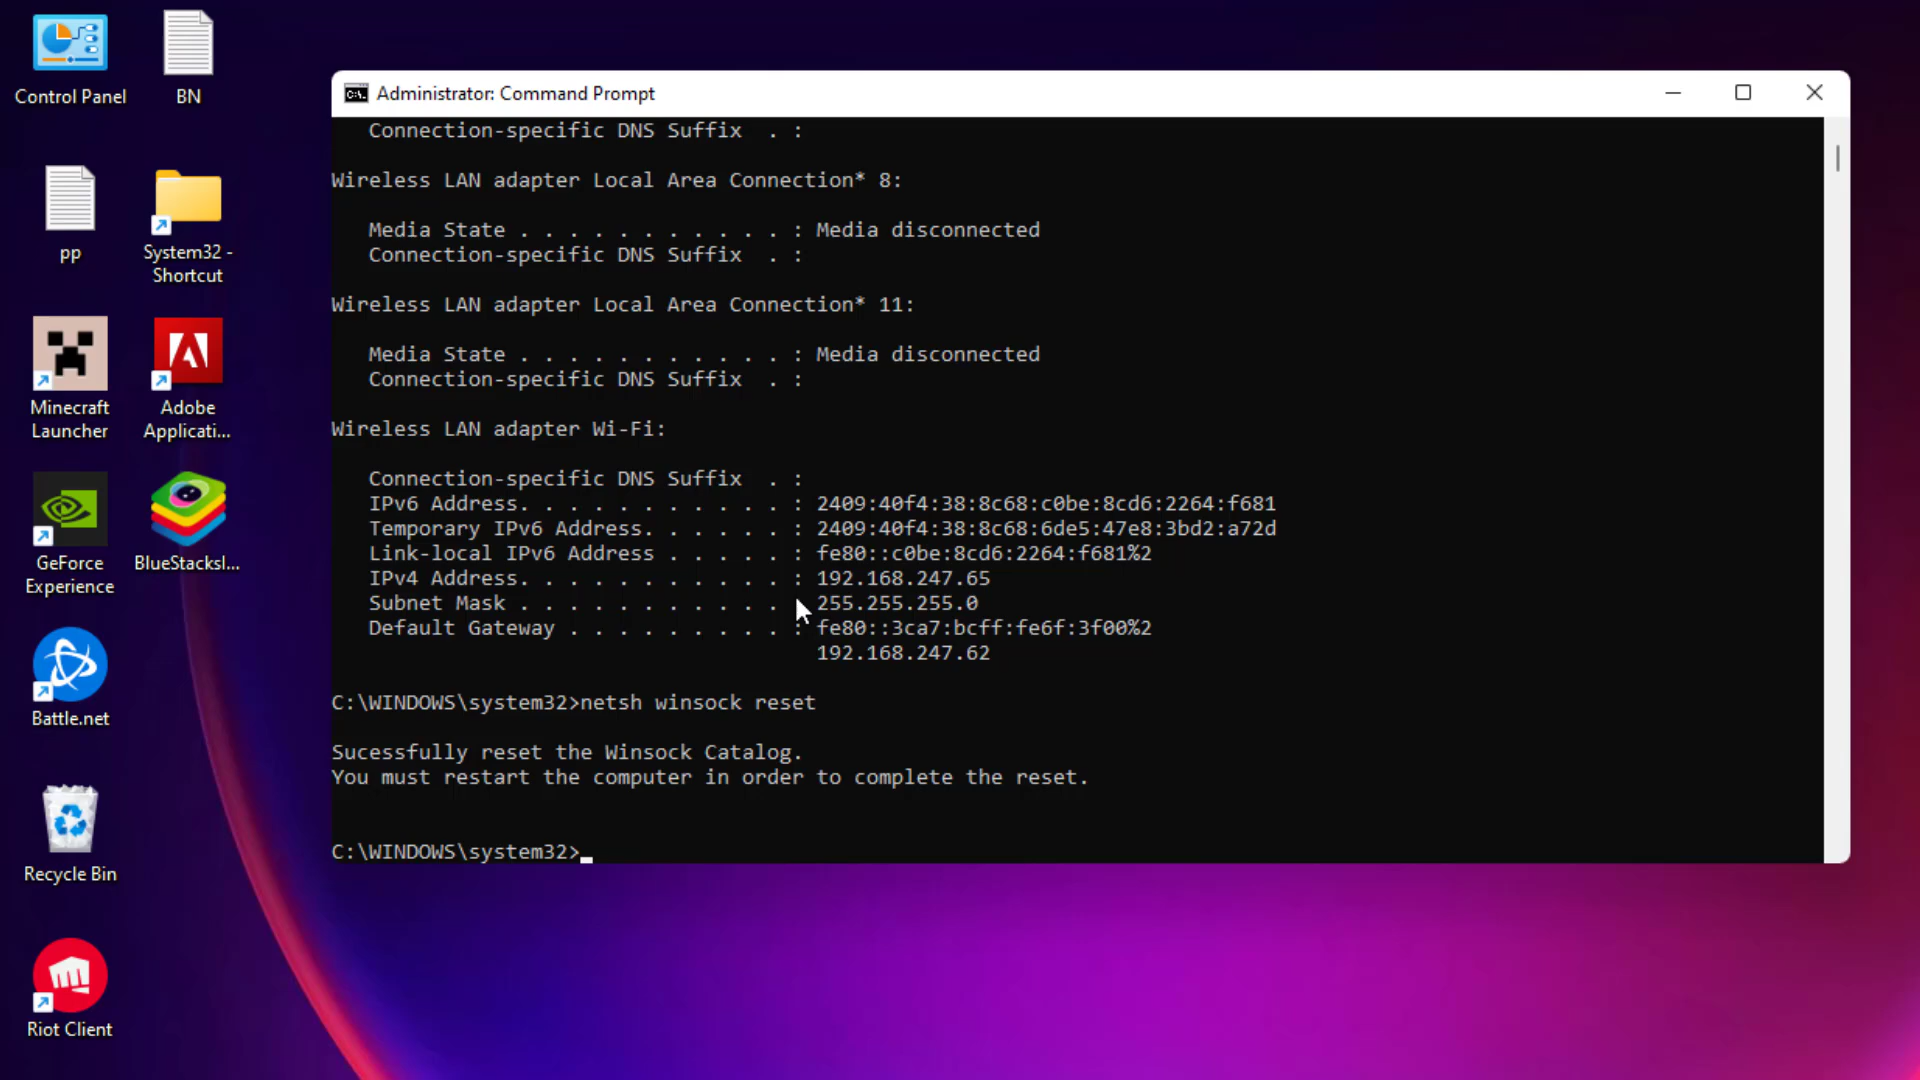 Control Panel
BN
pp
System32 -
Shortcut
Minecraft
Launcher
Adobe
Applicati...
GeForce
Experience
BlueStacksI...
Battle.net
Recycle Bin
Riot Client
Administrator: Command Prompt
Connection-specific DNS Suffix  . :
Wireless LAN adapter Local Area Connection* 8:
Media State . . . . . . . . . . . : Media disconnected
Connection-specific DNS Suffix  . :
Wireless LAN adapter Local Area Connection* 11:
Media State . . . . . . . . . . . : Media disconnected
Connection-specific DNS Suffix  . :
Wireless LAN adapter Wi-Fi:
Connection-specific DNS Suffix  . :
IPv6 Address. . . . . . . . . . . : 2409:40f4:38:8c68:c0be:8cd6:2264:f681
Temporary IPv6 Address. . . . . . : 2409:40f4:38:8c68:6de5:47e8:3bd2:a72d
Link-local IPv6 Address . . . . . : fe80::c0be:8cd6:2264:f681%2
IPv4 Address. . . . . . . . . . . : 192.168.247.65
Subnet Mask . . . . . . . . . . . 255.255.255.0
Default Gateway . . . . . . . . . : fe80::3ca7:bcff:fe6f:3f00%2
192.168.247.62
C:\WINDOWS\system32>netsh winsock reset
Sucessfully reset the Winsock Catalog.
You must restart the computer in order to complete the reset.
C:\WINDOWS\system32>